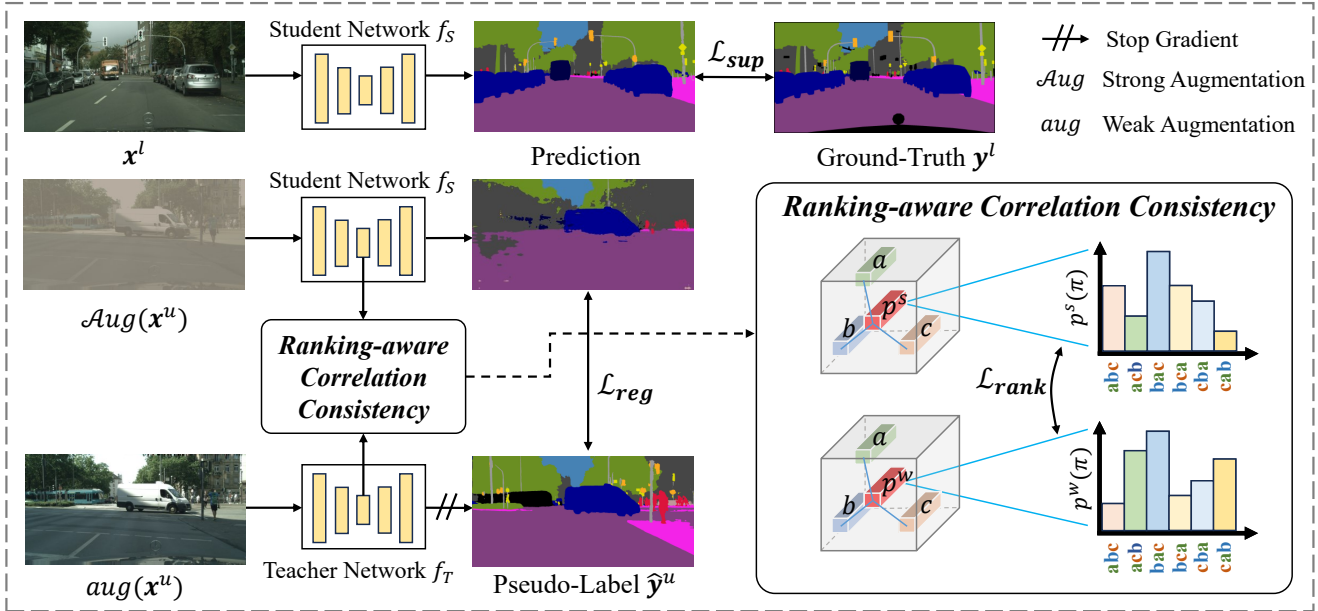 Student Network f_S
𝓛_sup
Stop Gradient
𝒜ug Strong Augmentation
aug Weak Augmentation
x^l
Prediction
Ground-Truth y^l
Student Network f_S
Ranking-aware Correlation Consistency
a
p^s
b
c
p^s(π)
abc
acb
bac
bca
cba
cab
𝒜ug(x^u)
Ranking-aware
Correlation
Consistency
𝓛_reg
𝓛_rank
a
p^w
b
c
p^w(π)
abc
acb
bac
bca
cba
cab
Teacher Network f_T
aug(x^u)
Pseudo-Label ŷ^u